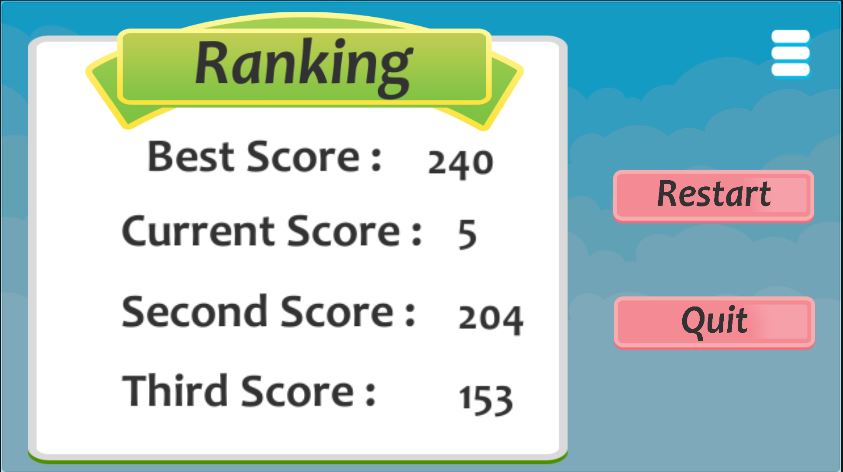 Ranking
Best Score : 240
Current Score : 5
Second Score : 204
Third Score : 153
Restart
Quit